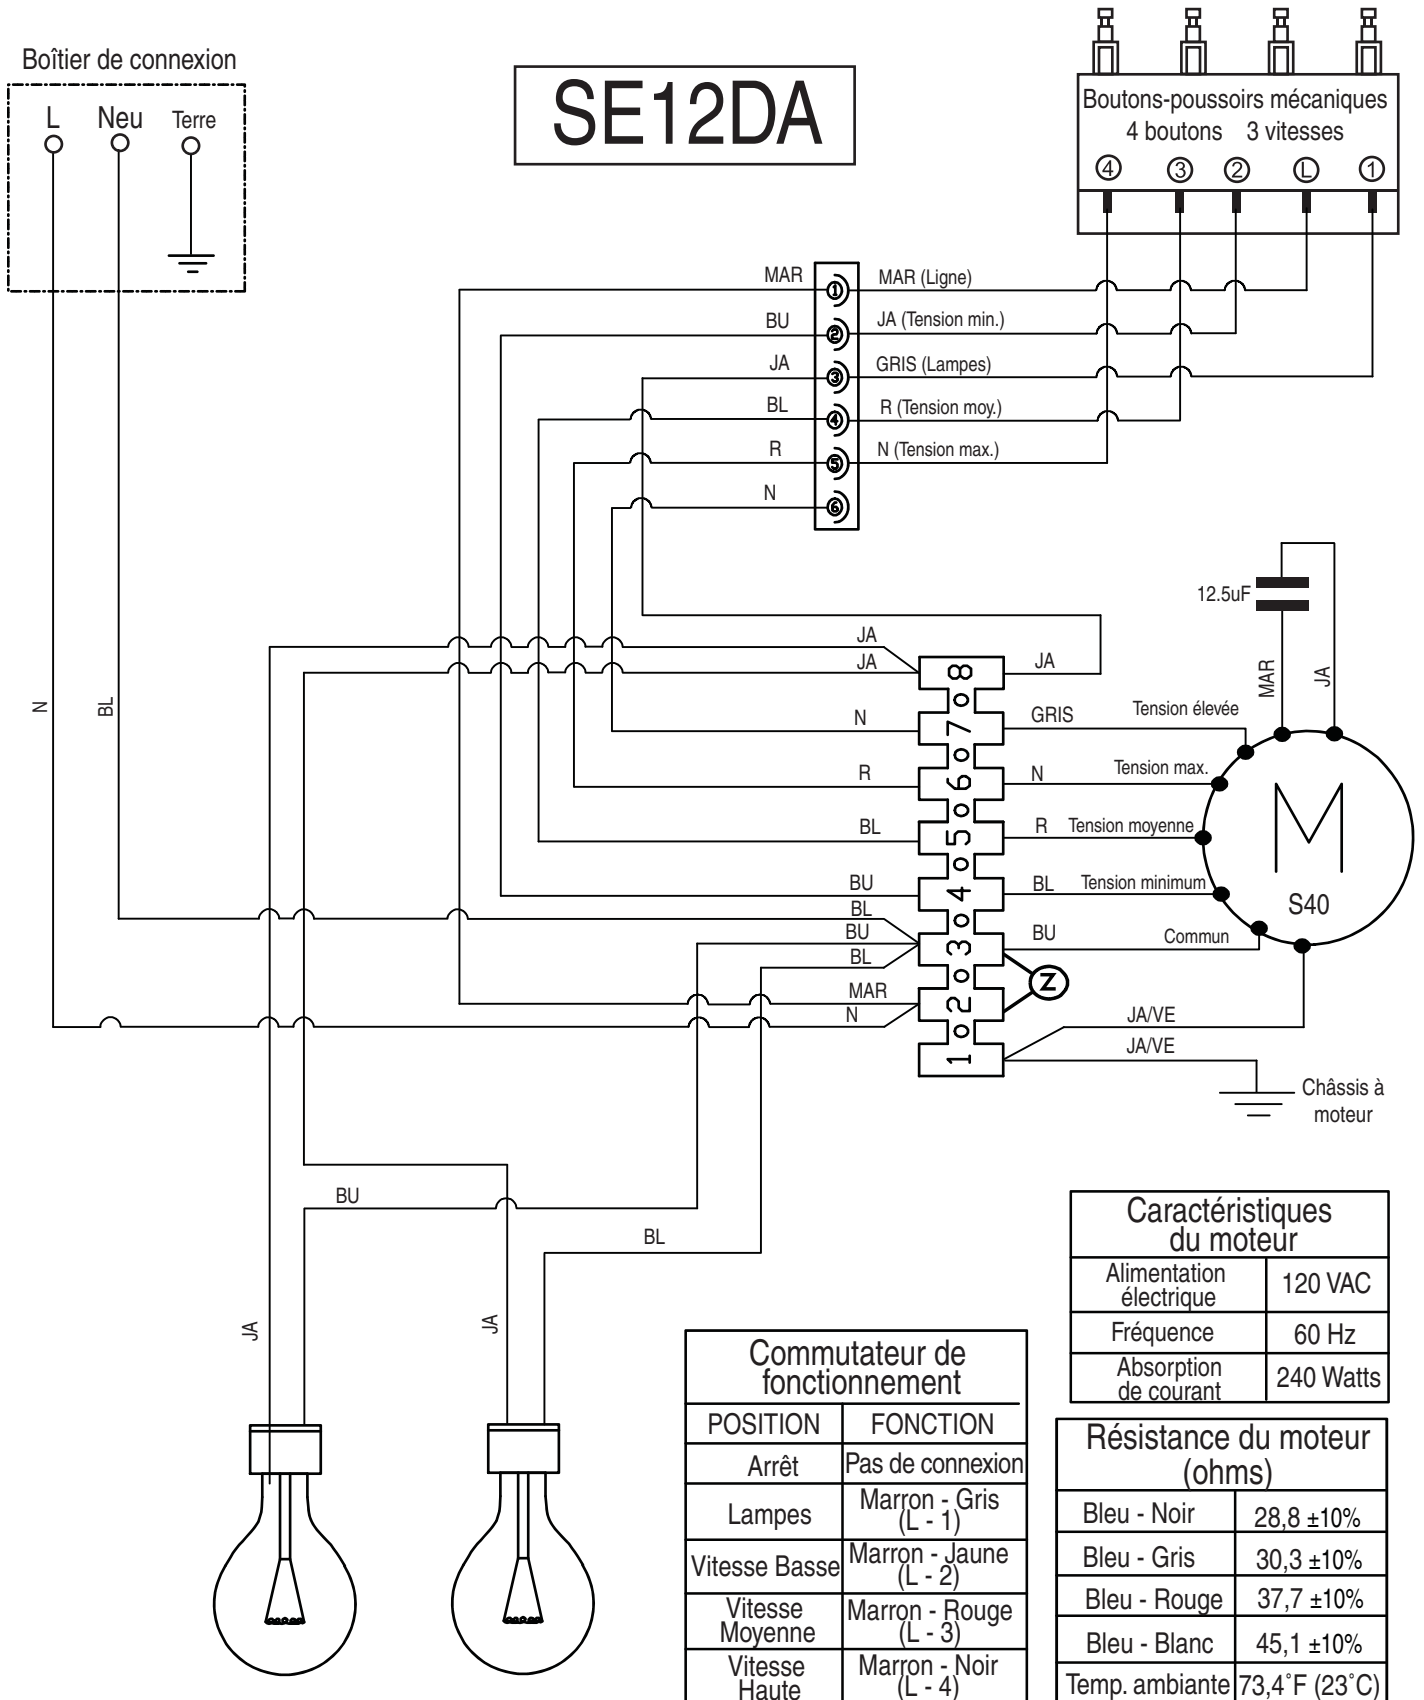 Boîtier de connexion
L Neu Terre
SE12DA
Boutons-poussoirs mécaniques
4 boutons 3 vitesses
4 3 2 L 1
MAR 1 MAR (Ligne)
BU 2 JA (Tension min.)
JA 3 GRIS (Lampes)
BL 4 R (Tension moy.)
R 5 N (Tension max.)
N 6
12.5uF
MAR
JA
N
BL
JA
JA 8 JA
N 7 GRIS Tension élevée
R 6 N Tension max.
BL 5 R Tension moyenne
BU 4 BL Tension minimum
BL
BU 3 BU Commun
BL
MAR 2
N
1
Z
M
S40
JA/VE
JA/VE
Châssis à
moteur
BU
BL
JA
JA
Caractéristiques
du moteur
Alimentation
électrique
120 VAC
Fréquence 60 Hz
Absorption
de courant
240 Watts
Commutateur de
fonctionnement
POSITION FONCTION
Arrêt Pas de connexion
Lampes
Marron - Gris
(L - 1)
Vitesse Basse
Marron - Jaune
(L - 2)
Vitesse
Moyenne
Marron - Rouge
(L - 3)
Vitesse
Haute
Marron - Noir
(L - 4)
Résistance du moteur
(ohms)
Bleu - Noir 28,8 ±10%
Bleu - Gris 30,3 ±10%
Bleu - Rouge 37,7 ±10%
Bleu - Blanc 45,1 ±10%
Temp. ambiante 73,4˚F (23˚C)